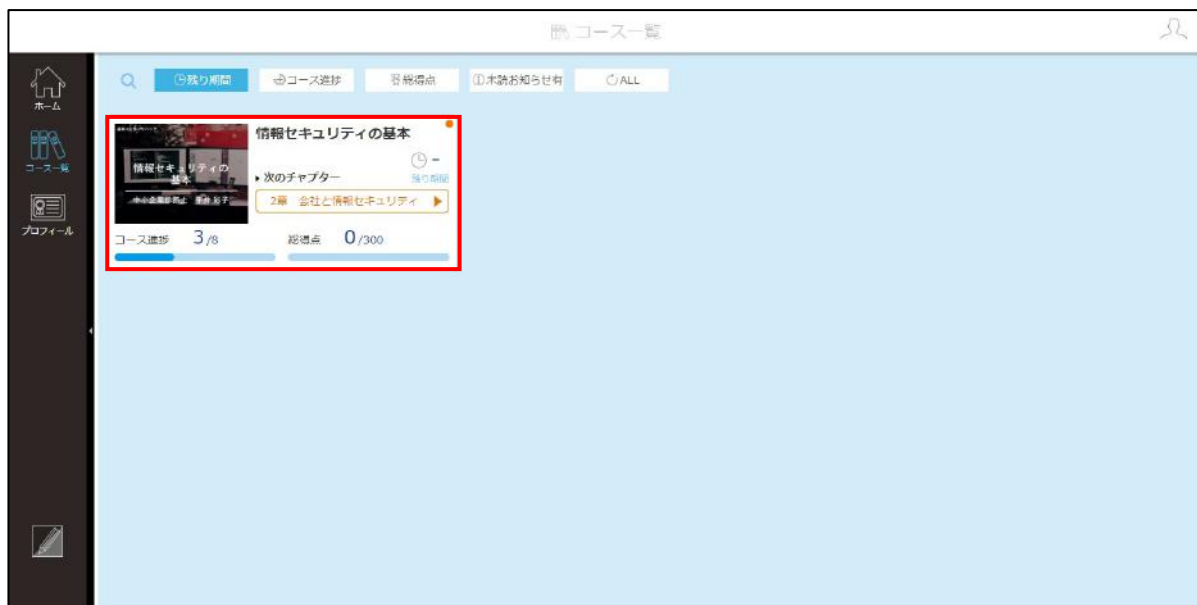 コース一覧
残り期間
コース進捗
総得点
未読お知らせ有
ALL
ホーム
コース一覧
プロフィール
情報セキュリティの基本
情報セキュリティの
基本
-
残り期間
次のチャプター
2章 会社と情報セキュリティ
コース進捗 3/8
総得点 0/300